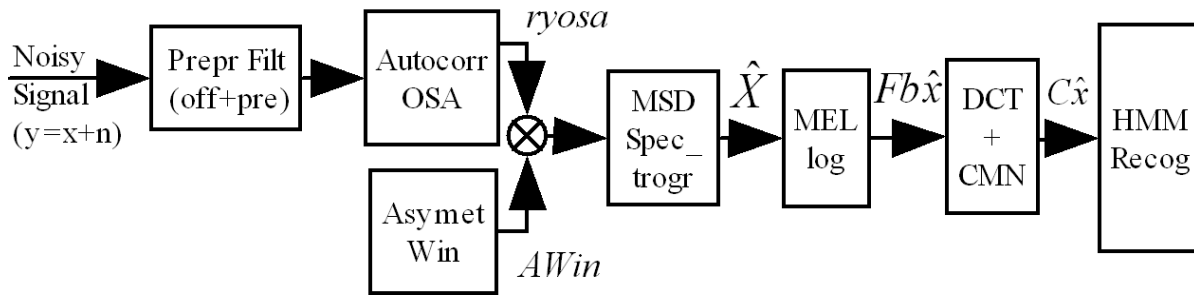 Noisy
Signal
(y=x+n)
Prepr Filt
(off+pre)
Autocorr
OSA
ryosa
Asymet
Win
AWin
MSD
Spec_
trogr
X̂
MEL
log
Fbx̂
DCT
+
CMN
Cx̂
HMM
Recog